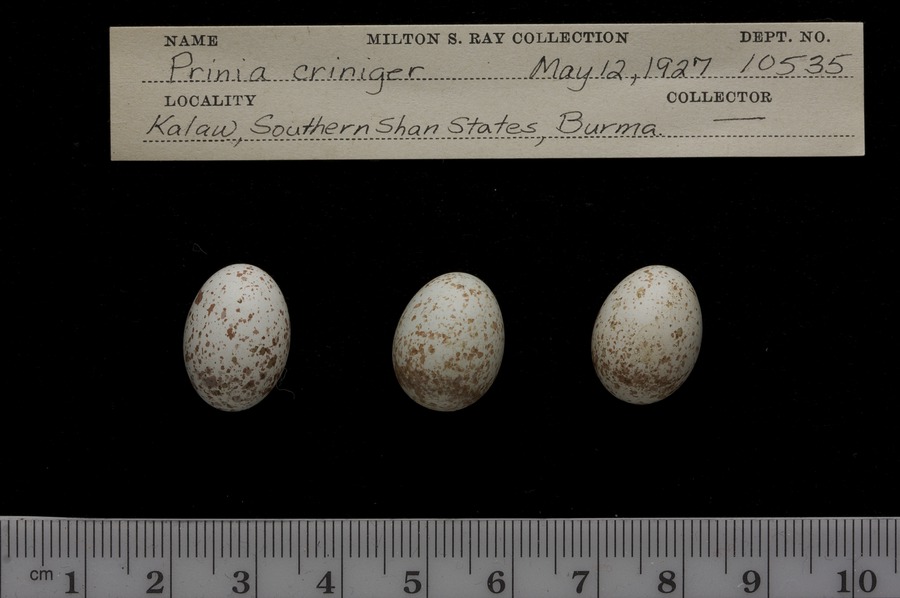 NAME MILTON S. RAY COLLECTION DEPT. NO.
Prinia criniger May 12, 1927 10535
LOCALITY COLLECTOR
Kalaw, Southern Shan States, Burma. —
cm 1 2 3 4 5 6 7 8 9 10